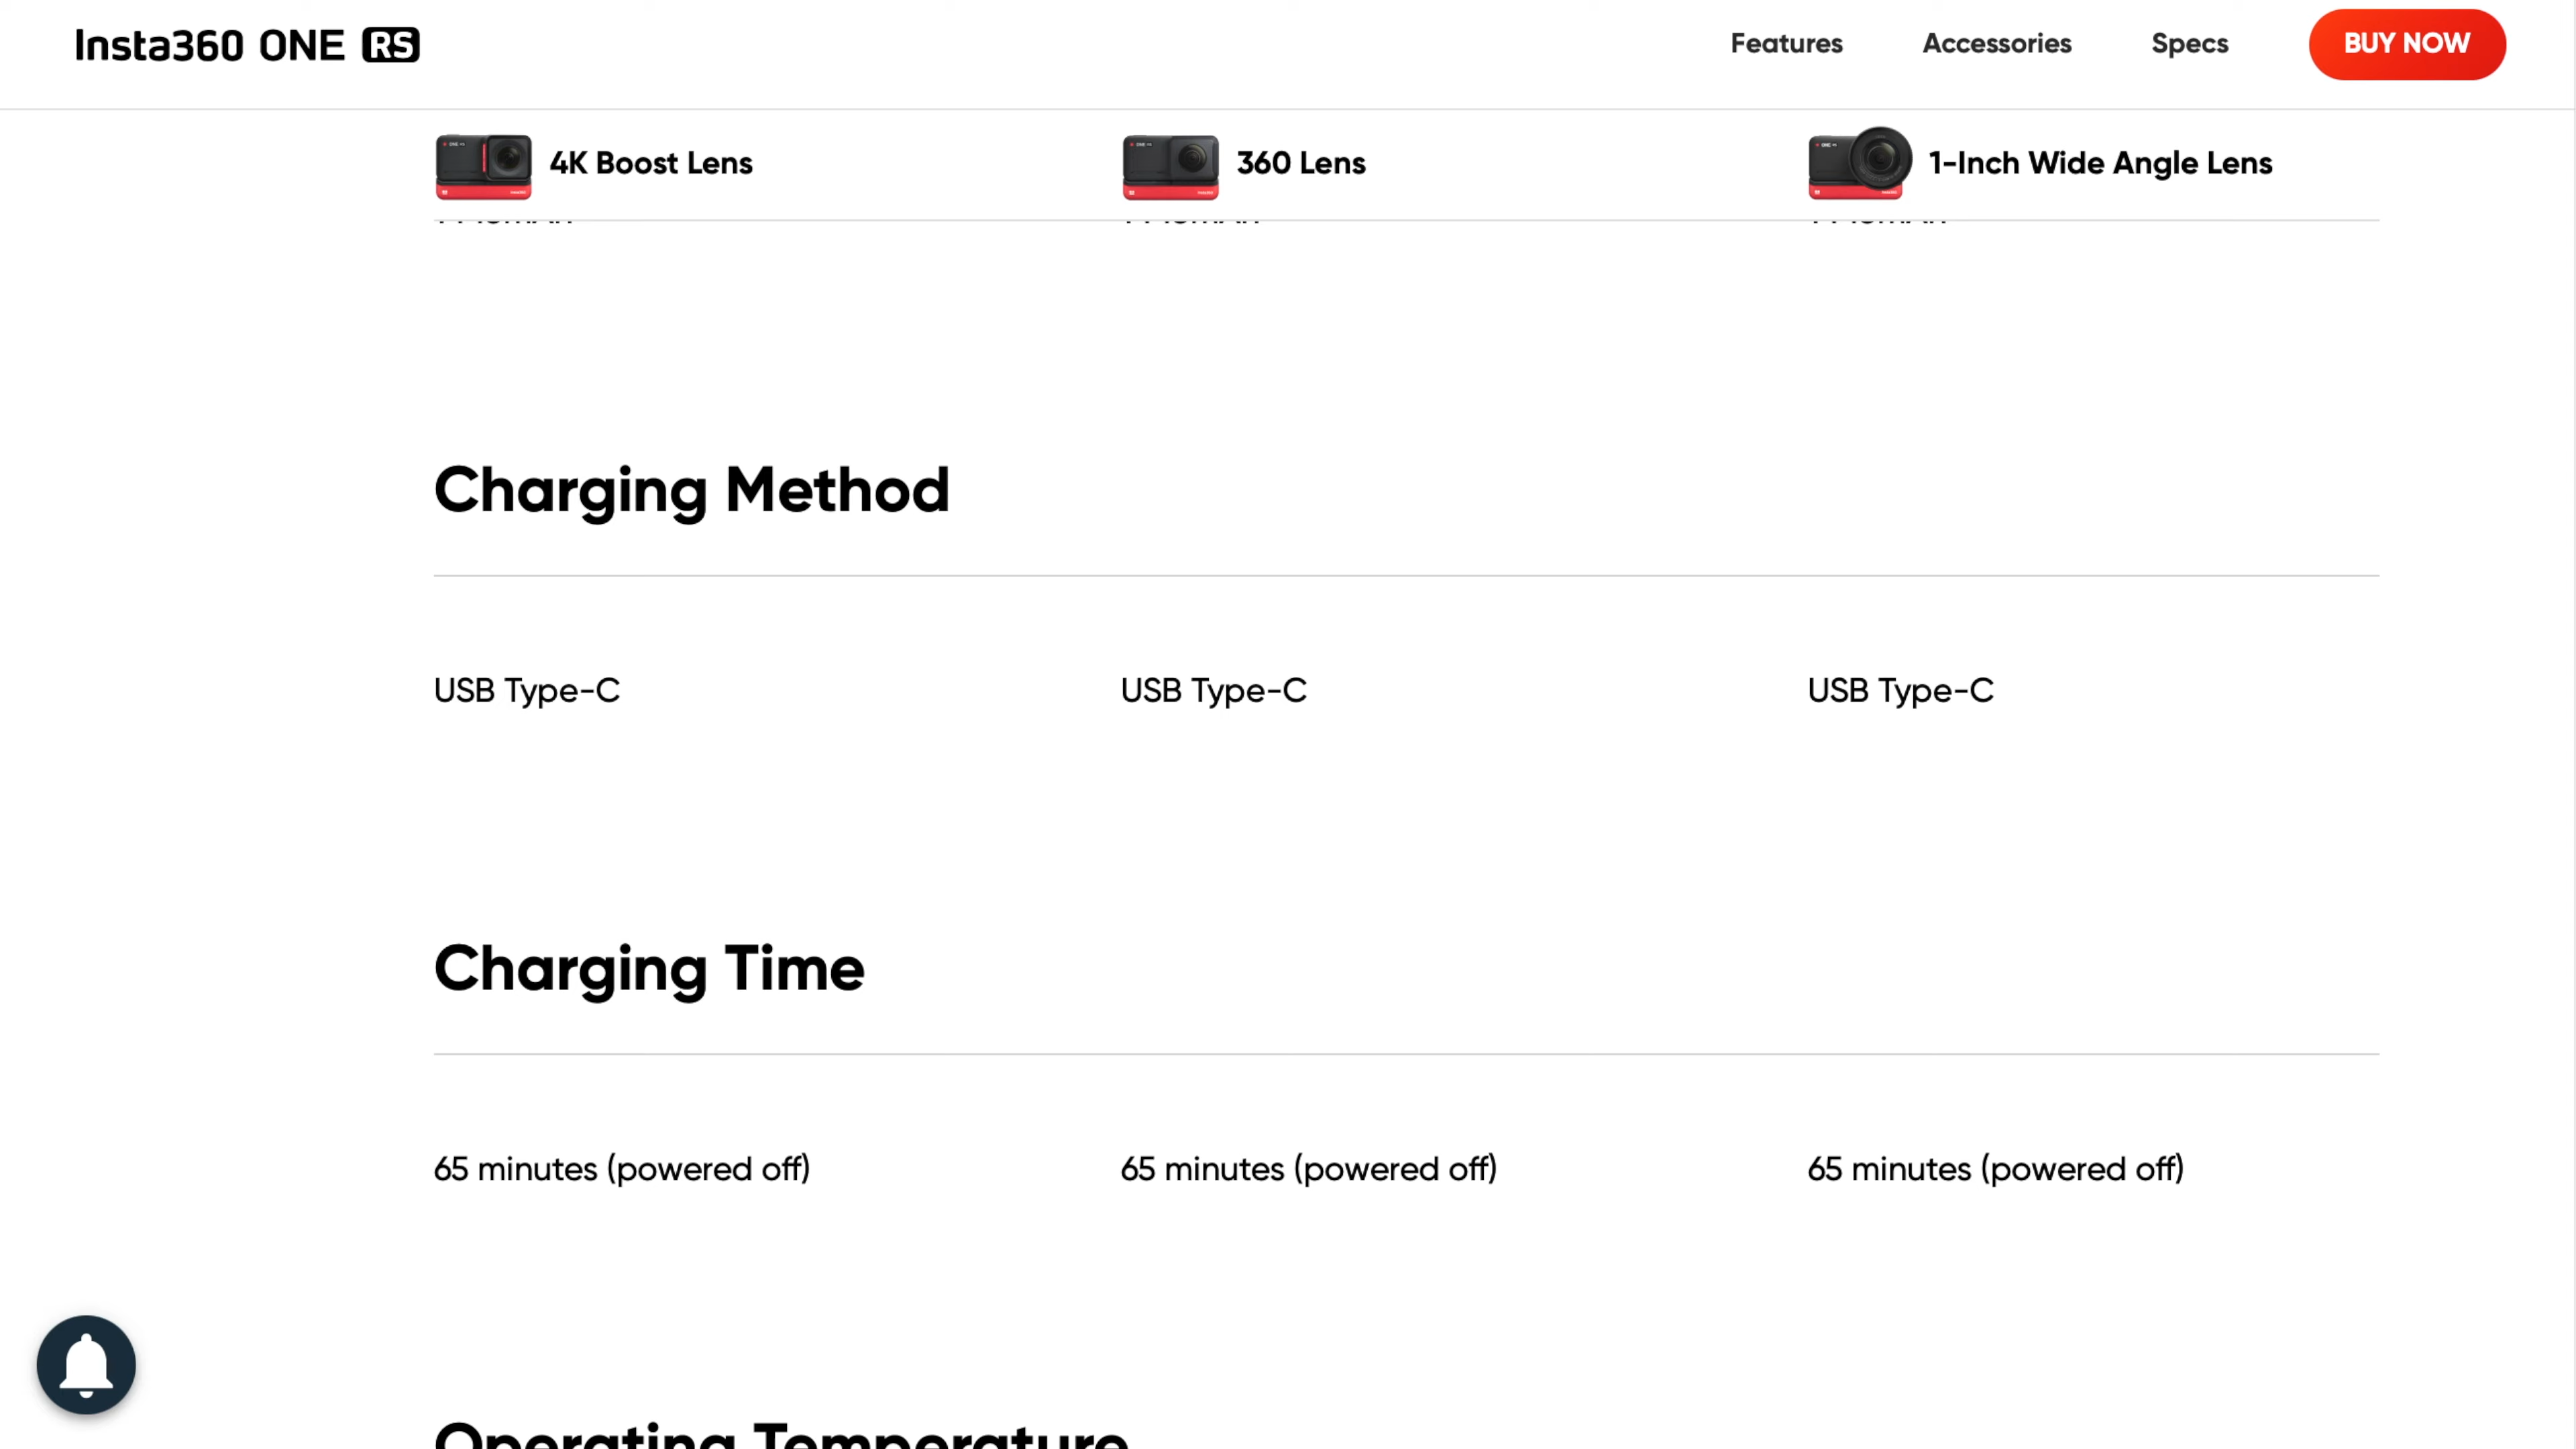 Insta360 ONE RS
Features
Accessories
Specs
BUY NOW
4K Boost Lens
360 Lens
1-Inch Wide Angle Lens
Charging Method
USB Type-C
USB Type-C
USB Type-C
Charging Time
65 minutes (powered off)
65 minutes (powered off)
65 minutes (powered off)
Operating Temperature